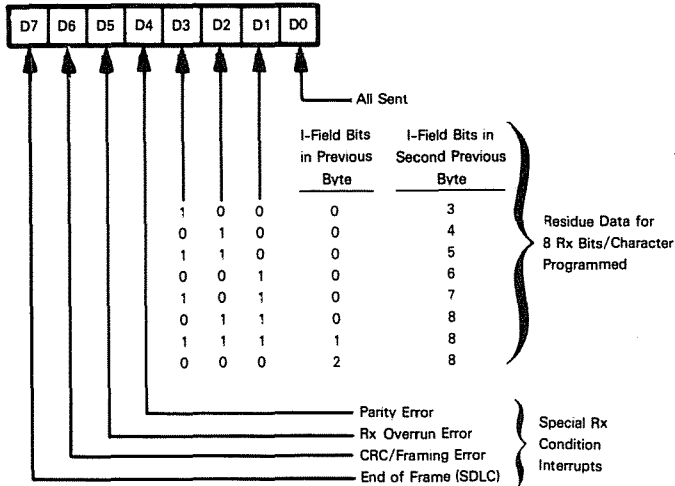 D7 D6 D5 D4 D3 D2 D1 D0
All Sent
I-Field Bits in Previous Byte
I-Field Bits in Second Previous Byte
1 0 0 0 3
0 1 0 0 4
1 1 0 0 5
0 0 1 0 6
1 0 1 0 7
0 1 1 0 8
1 1 1 1 8
0 0 0 2 8
Residue Data for
8 Rx Bits/Character
Programmed
Parity Error
Rx Overrun Error
CRC/Framing Error
End of Frame (SDLC)
Special Rx
Condition
Interrupts